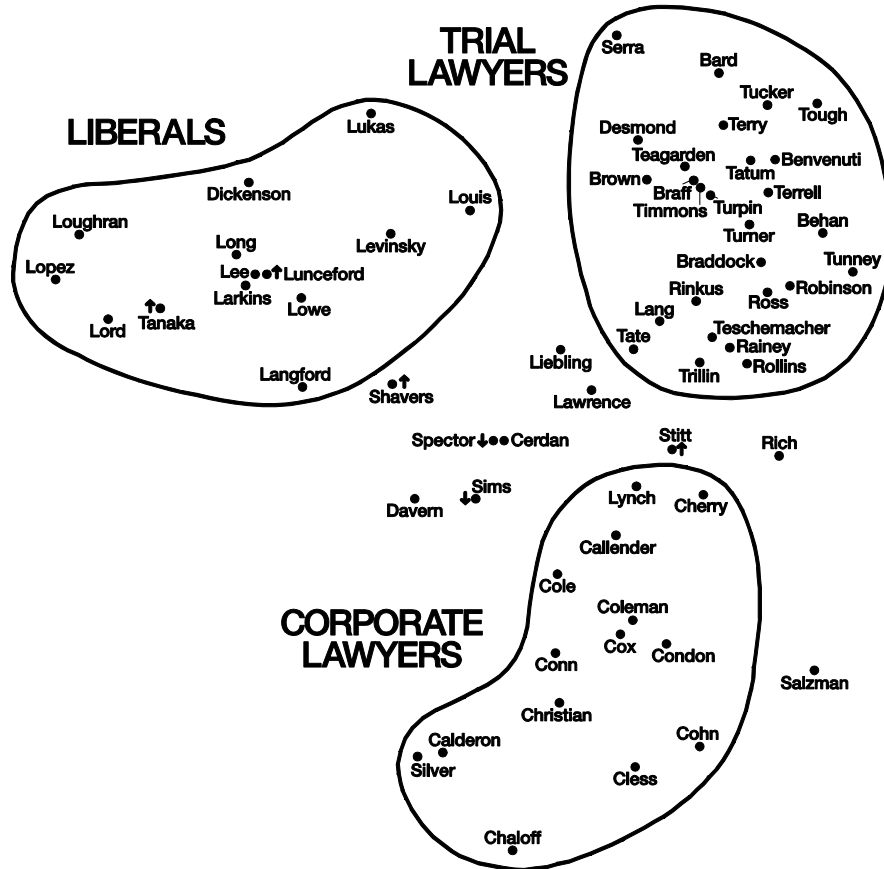 TRIAL
LAWYERS
Serra
Bard
Tucker
Tough
Terry
Desmond
Teagarden
Tatum
Benvenuti
Brown
Braff
Timmons
Turpin
Terrell
Turner
Behan
Braddock
Tunney
Rinkus
Ross
Robinson
Lang
Tate
Teschemacher
Rainey
Trillin
Rollins
LIBERALS
Lukas
Dickenson
Louis
Loughran
Long
Levinsky
Lopez
Lee ↑ Lunceford
Larkins
Lowe
Lord
↑
Tanaka
Langford
↑
Shavers
Liebling
Lawrence
Spector ↓ Cerdan
Stitt
↑
Rich
Davern
↓ Sims
CORPORATE
LAWYERS
Lynch
Cherry
Callender
Cole
Coleman
Cox
Condon
Conn
Salzman
Christian
Calderon
Silver
Cohn
Cless
Chaloff